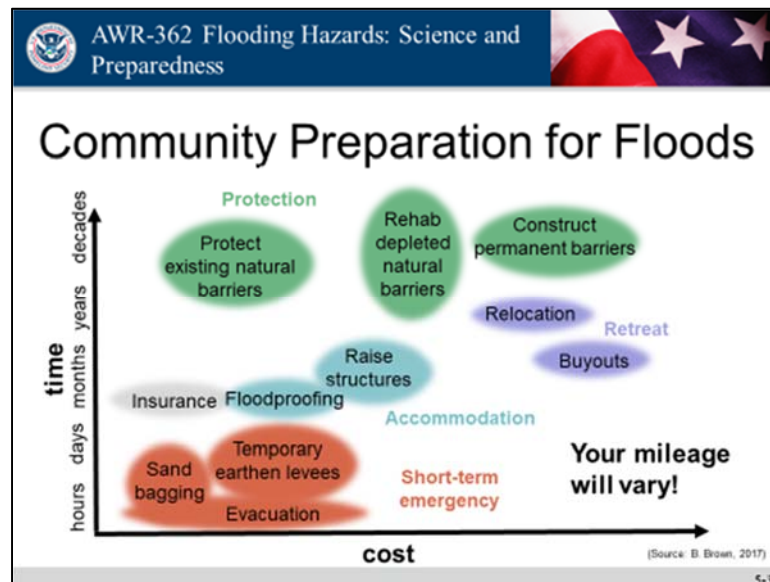 AWR-362 Flooding Hazards: Science and
Preparedness
Community Preparation for Floods
time
hours days months years decades
Protection
Protect
existing natural
barriers
Rehab
depleted
natural
barriers
Construct
permanent barriers
Relocation
Retreat
Buyouts
Raise
structures
Insurance
Floodproofing
Accommodation
Sand
bagging
Temporary
earthen levees
Evacuation
Short-term
emergency
Your mileage
will vary!
cost
(Source: B. Brown, 2017)